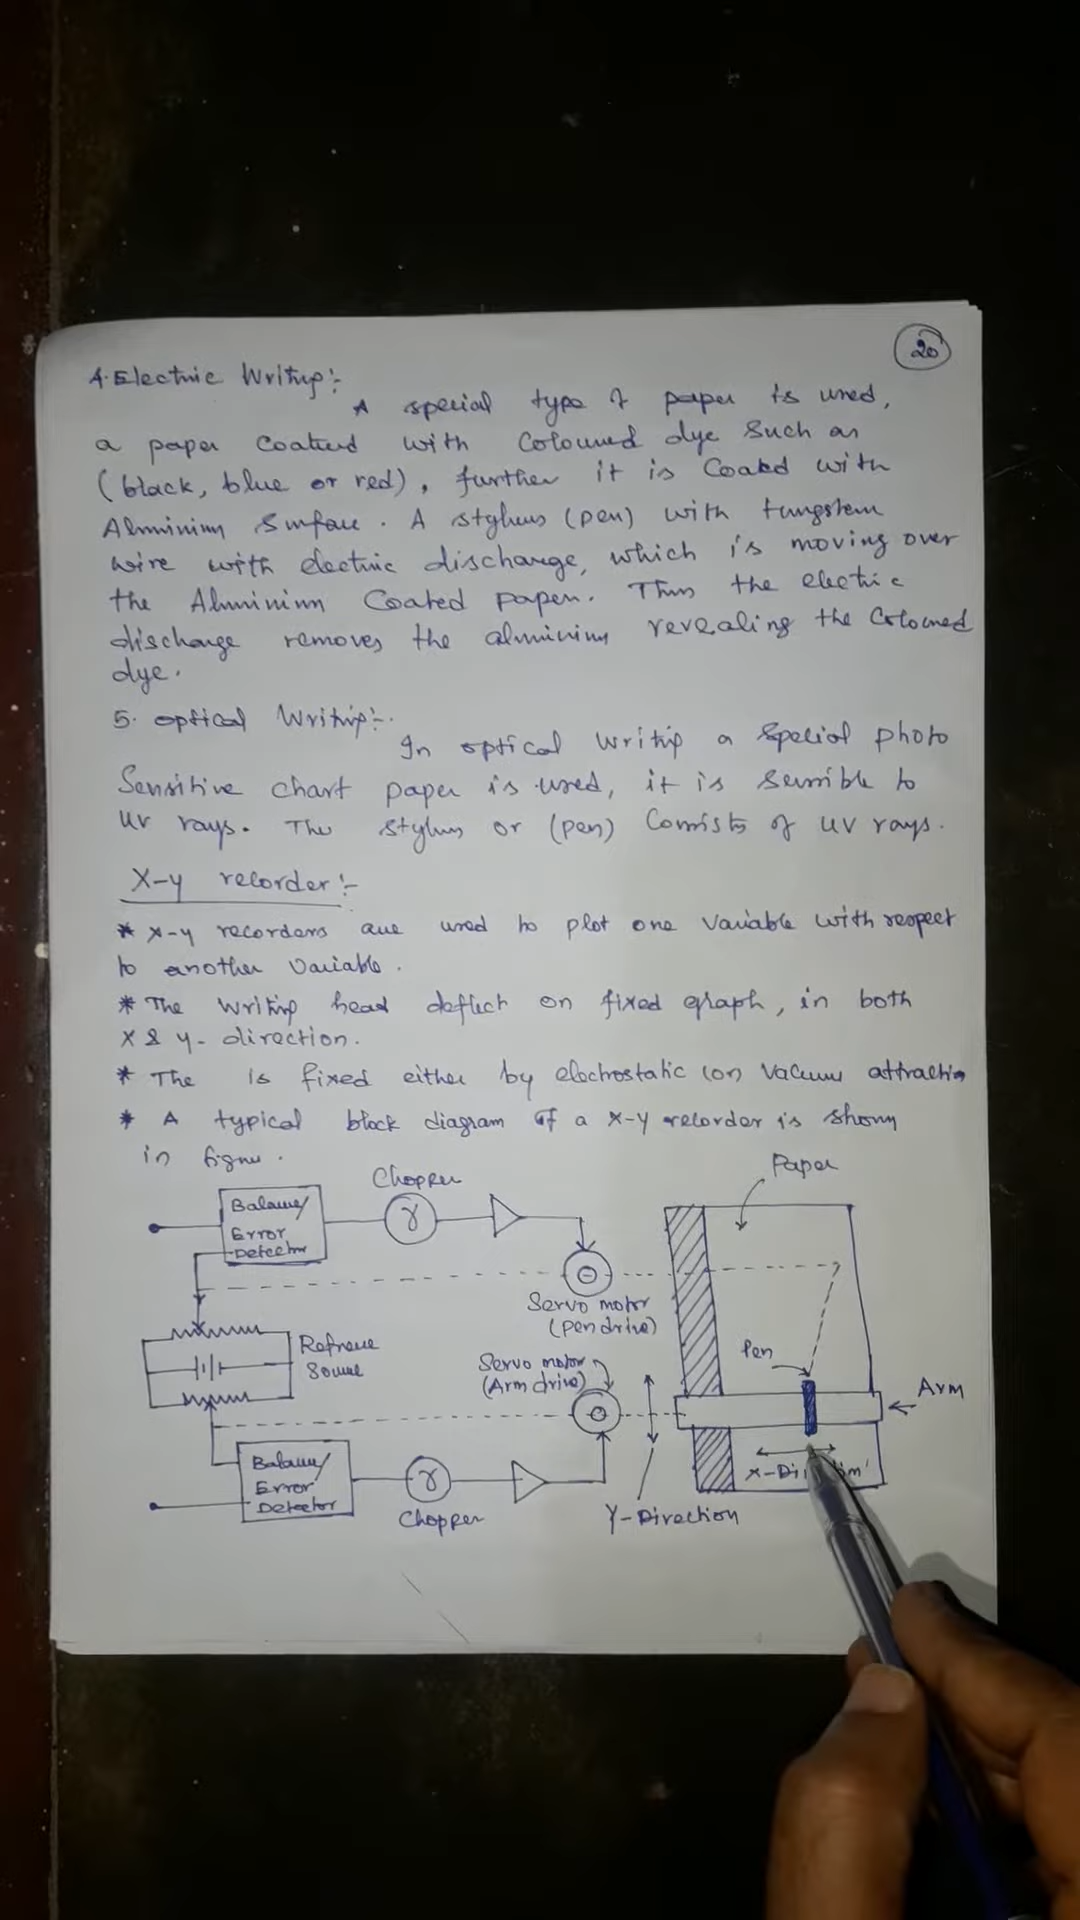 20
4. Electric Writing:-
A special type of paper is used,
a paper coated with coloured dye such as
(black, blue or red), further it is coated with
Aluminium surface. A stylus (pen) with tungsten
wire with electric discharge, which is moving over
the Aluminium coated paper. Thus the electric
discharge removes the aluminium revealing the coloured
dye.
5. optical Writing:-
In optical writing a special photo
sensitive chart paper is used, it is sensible to
UV rays. The stylus or (pen) consists of UV rays.
X-y recorder:-
* x-y recorders are used to plot one variable with respect
to another variable.
* The writing head deflect on fixed graph, in both
x & y- direction.
* The is fixed either by electrostatic (or) vacuum attraction
* A typical block diagram of a x-y recorder is shown
in figure.
Chopper
Paper
Balance/
Error
Detector
Servo motor
(Pen drive)
Refrence
Source
Servo motor
(Arm drive)
Pen
Arm
X-
Balance/
Error
Detector
Chopper
Y-Direction